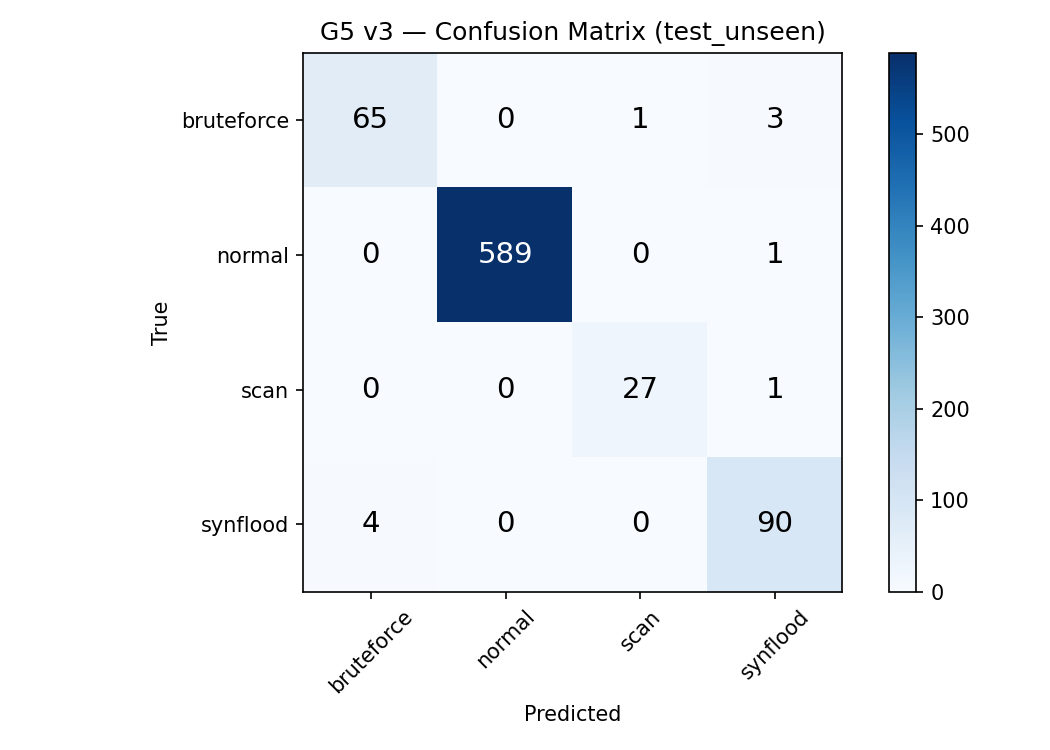 G5 v3 — Confusion Matrix (test_unseen)
bruteforce 65 0 1 3
normal 0 589 0 1
scan 0 0 27 1
synflood 4 0 0 90
True
bruteforce normal scan synflood
Predicted
500
400
300
200
100
0